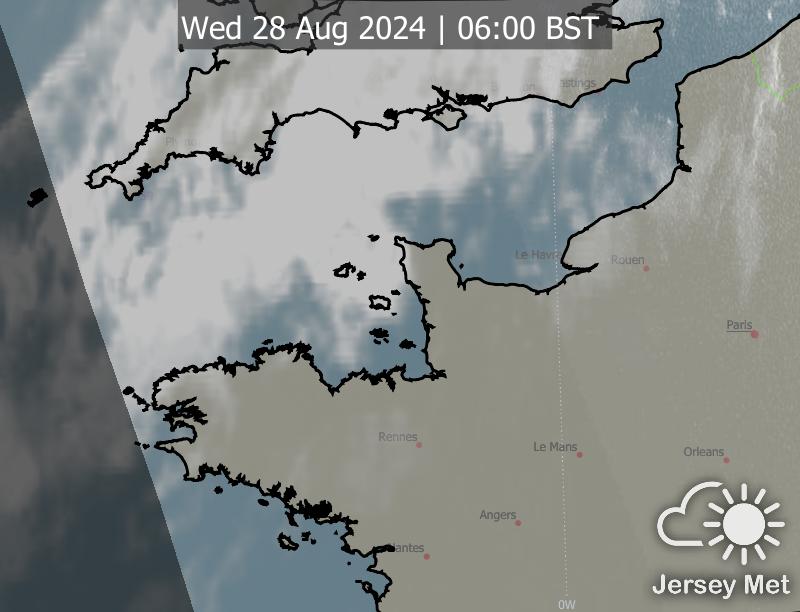 Wed 28 Aug 2024 | 06:00 BST
Le Havre
Rouen
Paris
Rennes
Le Mans
Orleans
Angers
Nantes
0W
Jersey Met